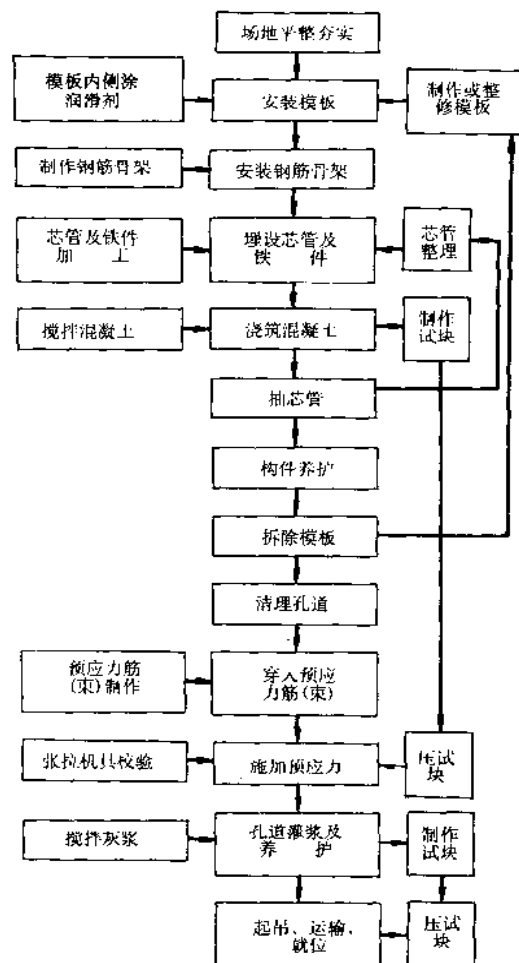 场地平整夯实
模板内侧涂
润滑剂
安装模板
制作或整
修模板
制作钢筋骨架
安装钢筋骨架
芯管及铁件
加 工
埋设芯管及
铁 件
芯管
整理
搅拌混凝土
浇筑混凝土
制作
试块
抽芯管
构件养护
拆除模板
清理孔道
预应力筋
(束)制作
穿入预应
力筋(束)
张拉机具校验
施加预应力
压试
块
搅拌灰浆
孔道灌浆及
养 护
制作
试块
起吊、运输、
就位
压试
块